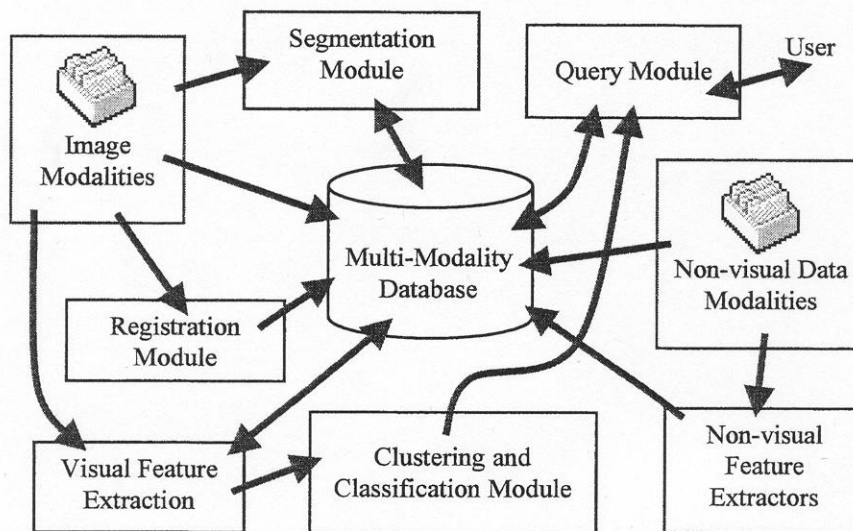 Segmentation
Module
Query Module
User
Image
Modalities
Multi-Modality
Database
Non-visual Data
Modalities
Registration
Module
Visual Feature
Extraction
Clustering and
Classification Module
Non-visual
Feature
Extractors